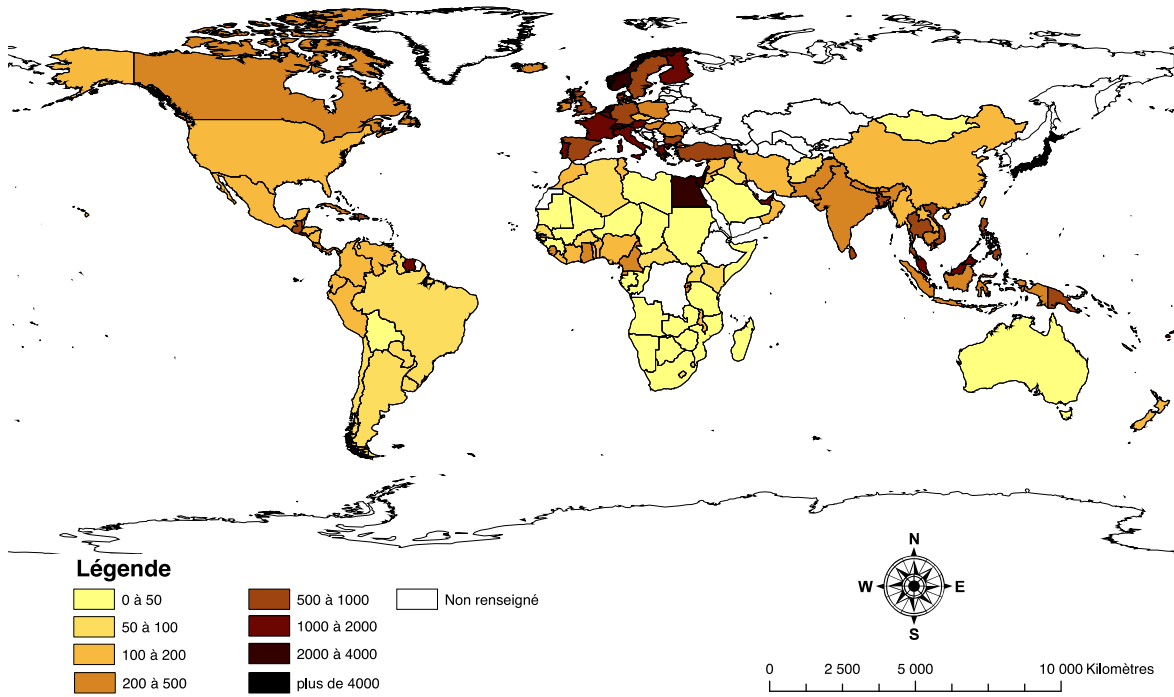 Légende
0 à 50
50 à 100
100 à 200
200 à 500
500 à 1000
1000 à 2000
2000 à 4000
plus de 4000
Non renseigné
N
W
E
S
0
2 500
5 000
10 000 Kilomètres